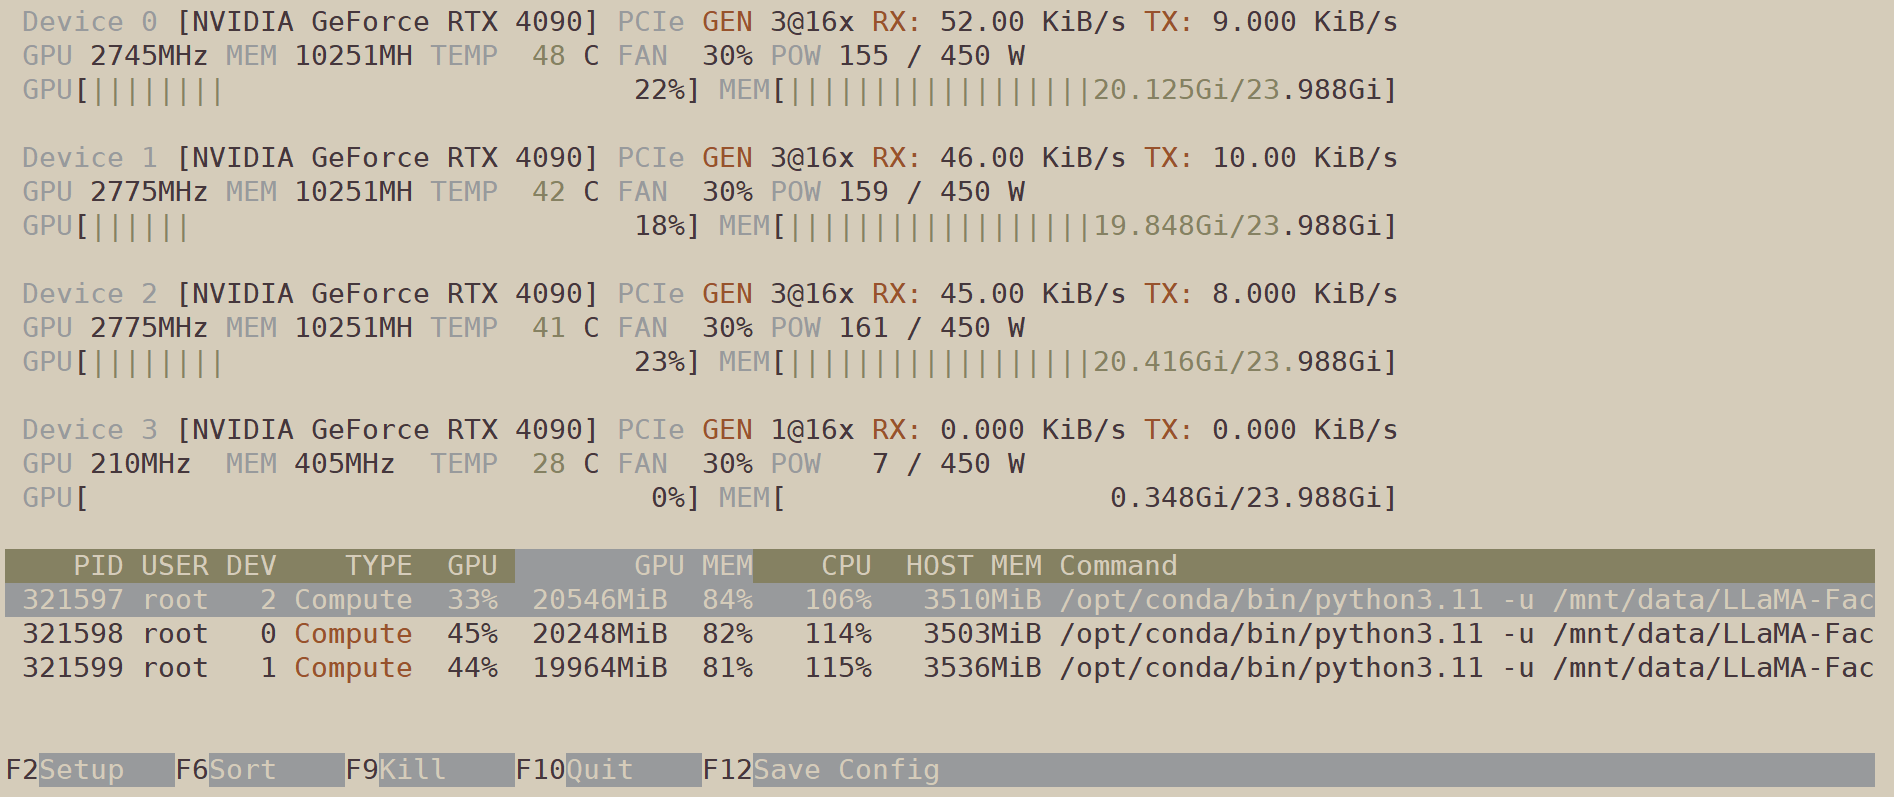 Device 0 [NVIDIA GeForce RTX 4090] PCIe GEN 3@16x RX: 52.00 KiB/s TX: 9.000 KiB/s
GPU 2745MHz MEM 10251MH TEMP 48 C FAN 30% POW 155 / 450 W
GPU[|||||||| 22%] MEM[||||||||||||||||||20.125Gi/23.988Gi]
Device 1 [NVIDIA GeForce RTX 4090] PCIe GEN 3@16x RX: 46.00 KiB/s TX: 10.00 KiB/s
GPU 2775MHz MEM 10251MH TEMP 42 C FAN 30% POW 159 / 450 W
GPU[|||||| 18%] MEM[||||||||||||||||||19.848Gi/23.988Gi]
Device 2 [NVIDIA GeForce RTX 4090] PCIe GEN 3@16x RX: 45.00 KiB/s TX: 8.000 KiB/s
GPU 2775MHz MEM 10251MH TEMP 41 C FAN 30% POW 161 / 450 W
GPU[|||||||| 23%] MEM[||||||||||||||||||20.416Gi/23.988Gi]
Device 3 [NVIDIA GeForce RTX 4090] PCIe GEN 1@16x RX: 0.000 KiB/s TX: 0.000 KiB/s
GPU 210MHz MEM 405MHz TEMP 28 C FAN 30% POW 7 / 450 W
GPU[ 0%] MEM[ 0.348Gi/23.988Gi]
PID USER DEV TYPE GPU GPU MEM CPU HOST MEM Command
321597 root 2 Compute 33% 20546MiB 84% 106% 3510MiB /opt/conda/bin/python3.11 -u /mnt/data/LLaMA-Fac
321598 root 0 Compute 45% 20248MiB 82% 114% 3503MiB /opt/conda/bin/python3.11 -u /mnt/data/LLaMA-Fac
321599 root 1 Compute 44% 19964MiB 81% 115% 3536MiB /opt/conda/bin/python3.11 -u /mnt/data/LLaMA-Fac
F2Setup F6Sort F9Kill F10Quit F12Save Config